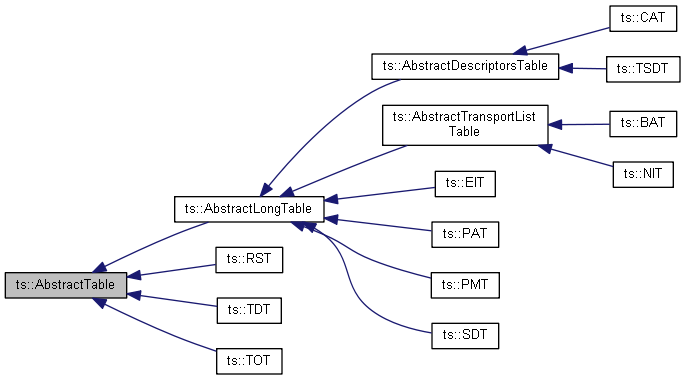 ts::CAT
ts::AbstractDescriptorsTable
ts::TSDT
ts::AbstractTransportList
Table
ts::BAT
ts::NIT
ts::EIT
ts::AbstractLongTable
ts::PAT
ts::RST
ts::AbstractTable
ts::PMT
ts::TDT
ts::SDT
ts::TOT